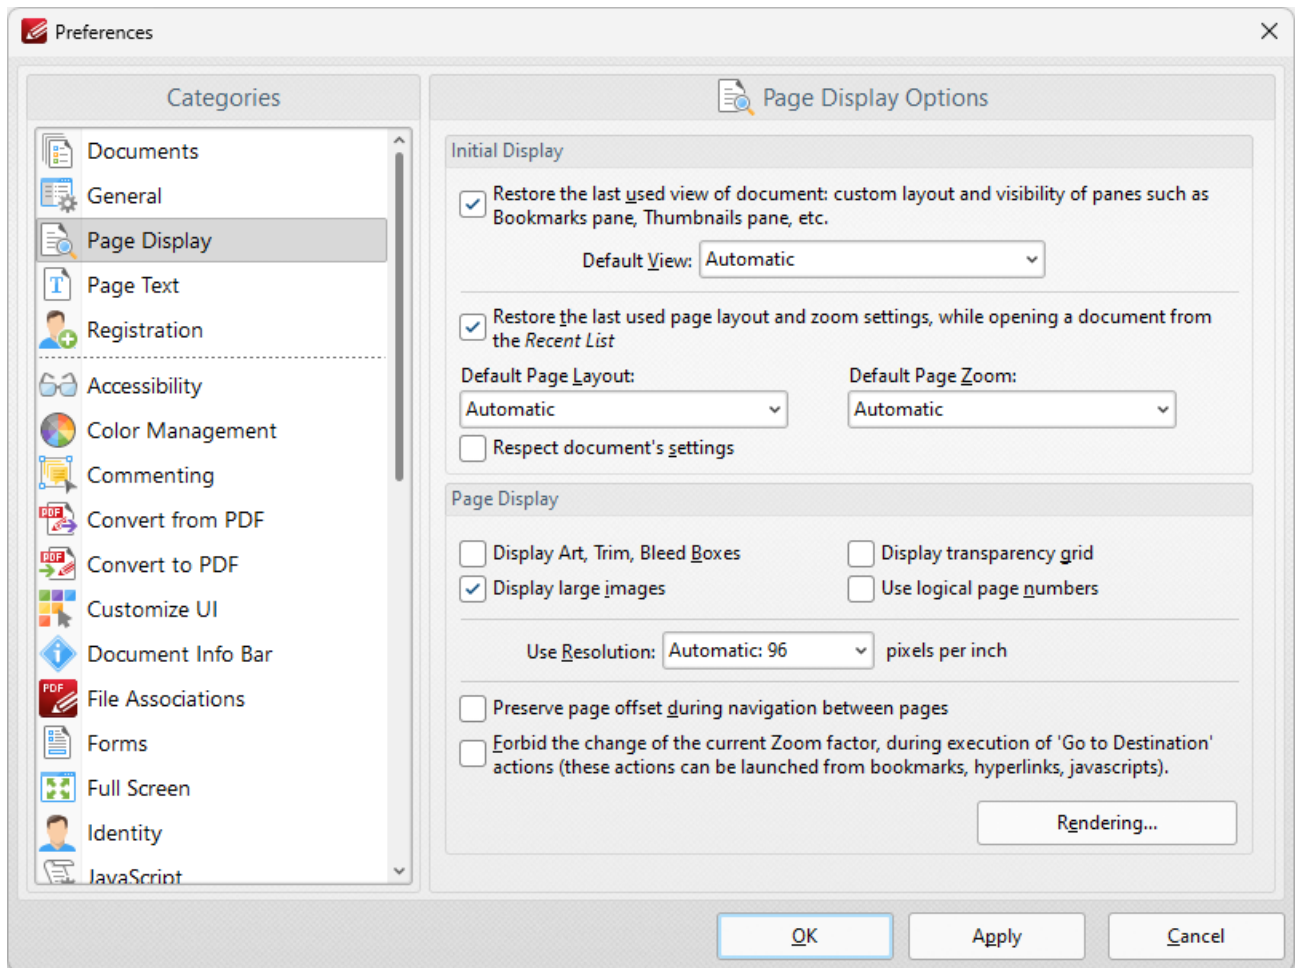 Preferences
Categories
Documents
General
Page Display
Page Text
Registration
Accessibility
Color Management
Commenting
Convert from PDF
Convert to PDF
Customize UI
Document Info Bar
File Associations
Forms
Full Screen
Identity
JavaScript
Page Display Options
Initial Display
Restore the last used view of document: custom layout and visibility of panes such as
Bookmarks pane, Thumbnails pane, etc.
Default View: Automatic
Restore the last used page layout and zoom settings, while opening a document from
the Recent List
Default Page Layout: Default Page Zoom:
Automatic Automatic
Respect document's settings
Page Display
Display Art, Trim, Bleed Boxes Display transparency grid
Display large images Use logical page numbers
Use Resolution: Automatic: 96 pixels per inch
Preserve page offset during navigation between pages
Forbid the change of the current Zoom factor, during execution of 'Go to Destination'
actions (these actions can be launched from bookmarks, hyperlinks, javascripts).
Rendering...
OK Apply Cancel